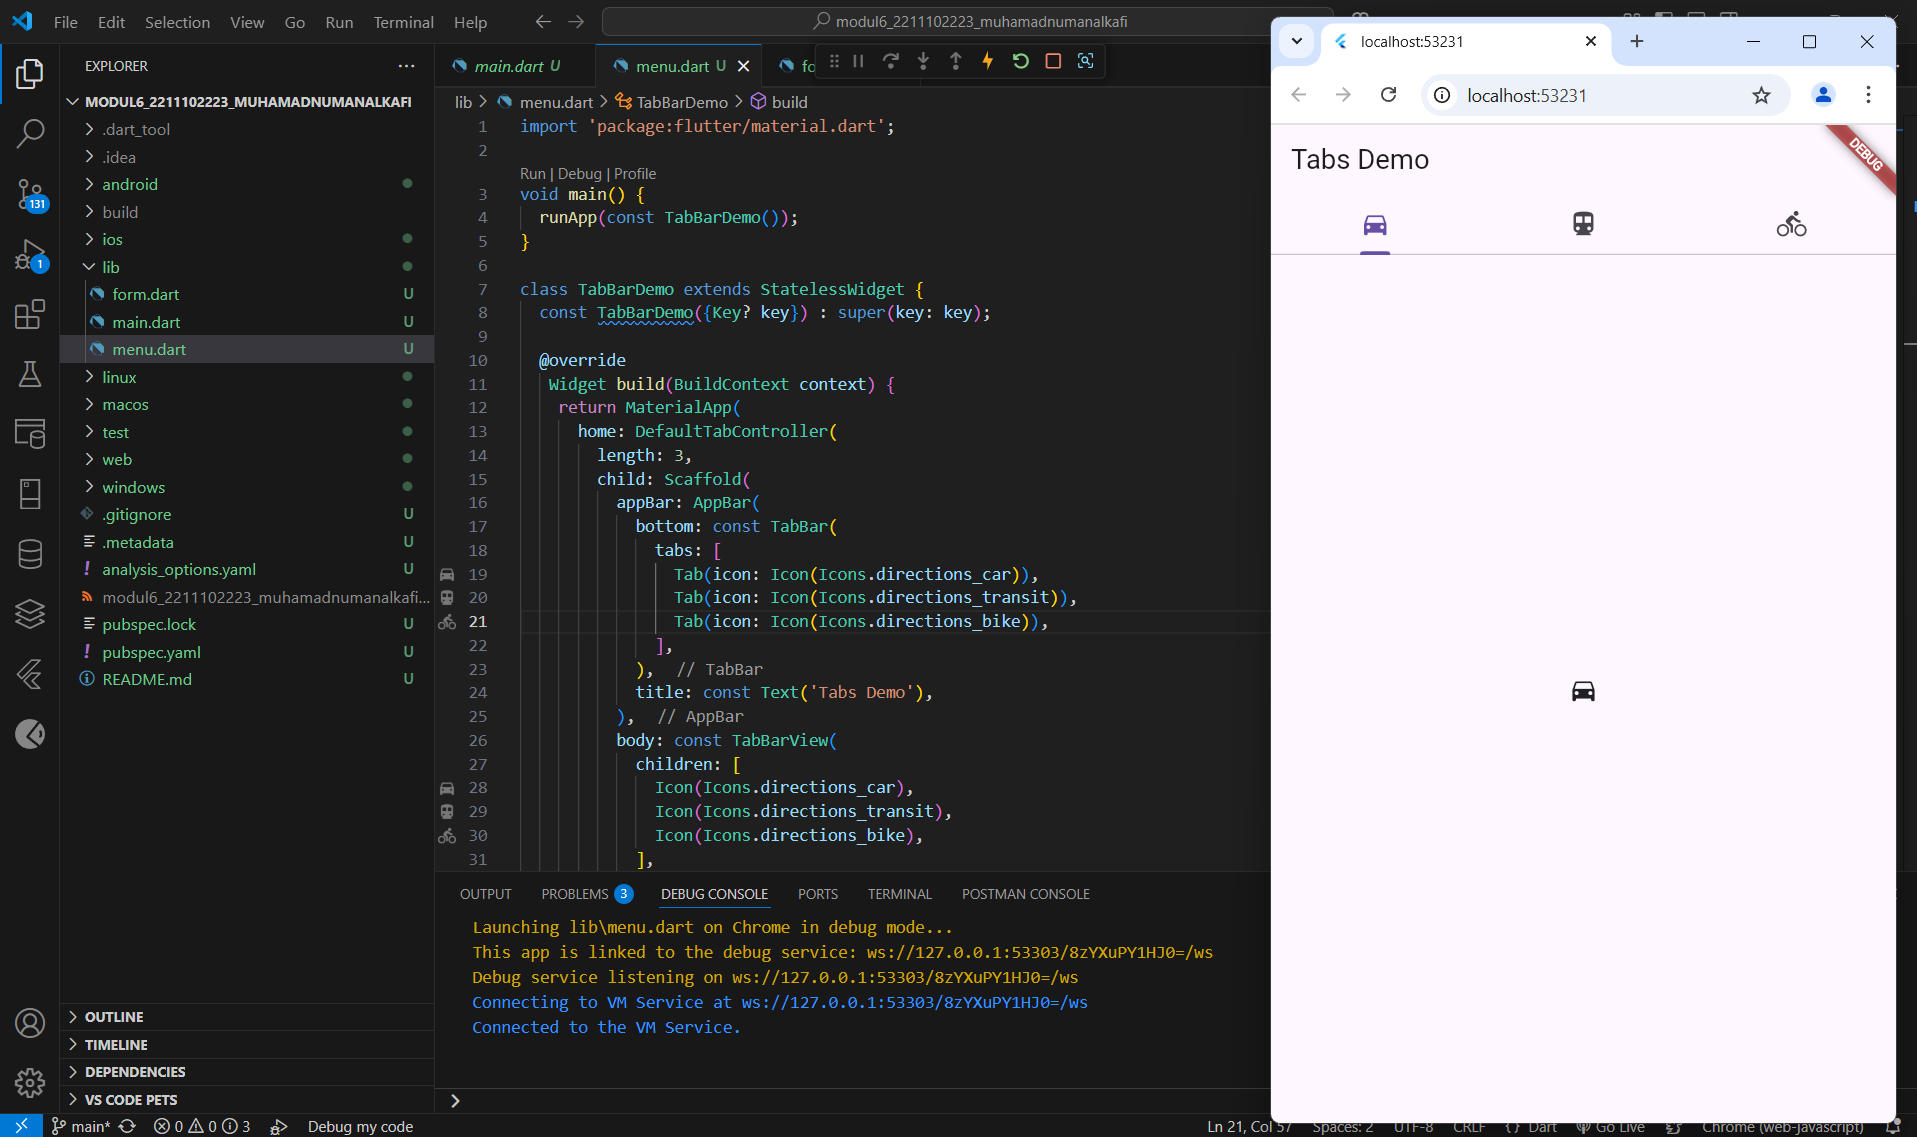 File Edit Selection View Go Run Terminal Help
modul6_2211102223_muhamadnumanalkafi
EXPLORER
MODUL6_2211102223_MUHAMADNUMANALKAFI
.dart_tool
.idea
android
build
ios
lib
form.dart U
main.dart U
menu.dart U
linux
macos
test
web
windows
.gitignore U
.metadata U
analysis_options.yaml U
modul6_2211102223_muhamadnumanalkafi...
pubspec.lock U
pubspec.yaml U
README.md U
OUTLINE
TIMELINE
DEPENDENCIES
VS CODE PETS
131
1
main.dart U menu.dart U fo
lib > menu.dart > TabBarDemo > build
1 import 'package:flutter/material.dart';
2
Run | Debug | Profile
3 void main() {
4 runApp(const TabBarDemo());
5 }
6
7 class TabBarDemo extends StatelessWidget {
8 const TabBarDemo({Key? key}) : super(key: key);
9
10 @override
11 Widget build(BuildContext context) {
12 return MaterialApp(
13 home: DefaultTabController(
14 length: 3,
15 child: Scaffold(
16 appBar: AppBar(
17 bottom: const TabBar(
18 tabs: [
19 Tab(icon: Icon(Icons.directions_car)),
20 Tab(icon: Icon(Icons.directions_transit)),
21 Tab(icon: Icon(Icons.directions_bike)),
22 ],
23 ), // TabBar
24 title: const Text('Tabs Demo'),
25 ), // AppBar
26 body: const TabBarView(
27 children: [
28 Icon(Icons.directions_car),
29 Icon(Icons.directions_transit),
30 Icon(Icons.directions_bike),
31 ],
OUTPUT PROBLEMS 3 DEBUG CONSOLE PORTS TERMINAL POSTMAN CONSOLE
Launching lib\menu.dart on Chrome in debug mode...
This app is linked to the debug service: ws://127.0.0.1:53303/8zYXuPY1HJ0=/ws
Debug service listening on ws://127.0.0.1:53303/8zYXuPY1HJ0=/ws
Connecting to VM Service at ws://127.0.0.1:53303/8zYXuPY1HJ0=/ws
Connected to the VM Service.
localhost:53231
localhost:53231
Tabs Demo
DEBUG
main* 0 0 3 Debug my code Ln 21, Col 57 Spaces: 2 UTF-8 CRLF {} Dart Go Live Chrome (web-javascript)